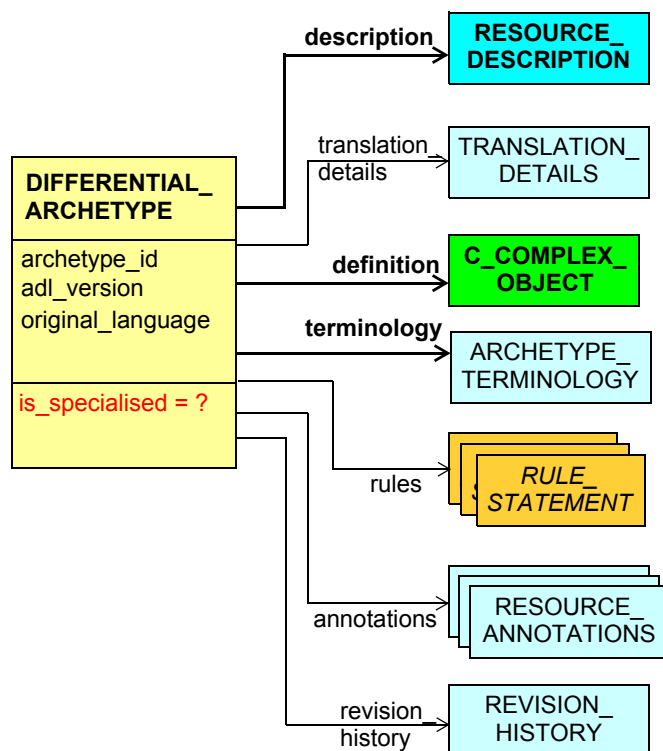 description
RESOURCE_
DESCRIPTION
translation_
details
TRANSLATION_
DETAILS
DIFFERENTIAL_
ARCHETYPE
archetype_id
adl_version
original_language
is_specialised = ?
definition
C_COMPLEX_
OBJECT
terminology
ARCHETYPE_
TERMINOLOGY
rules
RULE_
STATEMENT
annotations
RESOURCE_
ANNOTATIONS
revision_
history
REVISION_
HISTORY